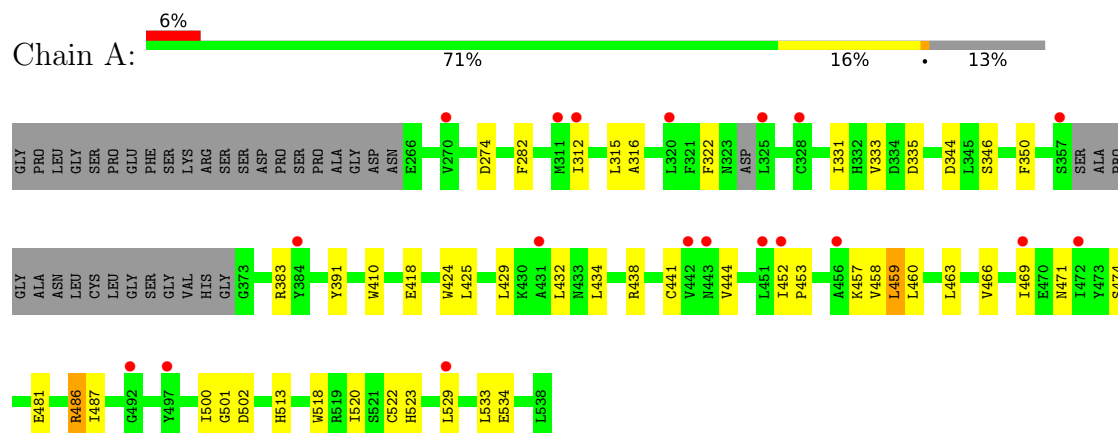 6%
Chain A:
71% 16% • 13%
GLY PRO LEU GLY SER PRO GLU PHE SER LYS ARG SER SER ASP PRO SER PRO ALA GLY ASP ASN E266 V270 D274 F282 M311 I312 L315 A316 L320 F321 F322 N323 ASP L325 C328 I331 H332 V333 D334 D335 D344 L345 S346 F350 S357 SER ALA PRO
GLY ALA ASN LEU CYS LEU GLY SER GLY VAL HIS GLY G373 R383 Y384 Y391 W410 E418 W424 L425 L429 K430 A431 L432 N433 L434 R438 C441 V442 N443 V444 L451 I452 P453 A456 K457 V458 L459 L460 L463 V466 I469 E470 N471 I472 Y473 S474
E481 R486 I487 G492 Y497 I500 G501 D502 H513 W518 R519 I520 S521 C522 H523 L529 L533 E534 L538